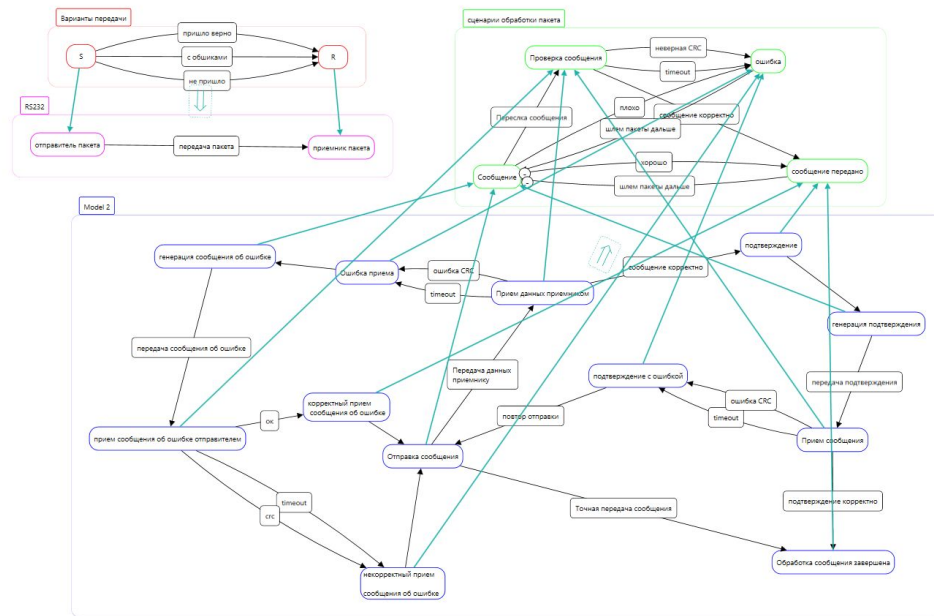 Варианты передачи
сценарии обработки пакета
пришло верно
S
с обшиками
R
не пришло
Проверка сообщения
неверная CRC
timeout
ошибка
RS232
плохо
Переслка сообщения
сообщение корректно
шлем пакеты дальше
отправитель пакета
передача пакета
приемник пакета
хорошо
Сообщение
сообщение передано
шлем пакеты дальше
Model 2
генерация сообщения об ошибке
подтверждение
Ошибка приема
ошибка CRC
сообщение корректно
timeout
Прием данных приемником
генерация подтверждения
передача сообщения об ошибке
Передача данных
приемнику
подтверждение с ошибкой
передача подтверждения
корректный прием
сообщения об ошибке
ошибка CRC
ок
повтор отправки
timeout
прием сообщения об ошибке отправителем
Прием сообщения
Отправка сообщения
timeout
подтверждение корректно
crc
Точная передача сообщения
Обработка сообщения завершена
некорректный прием
сообщения об ошибке